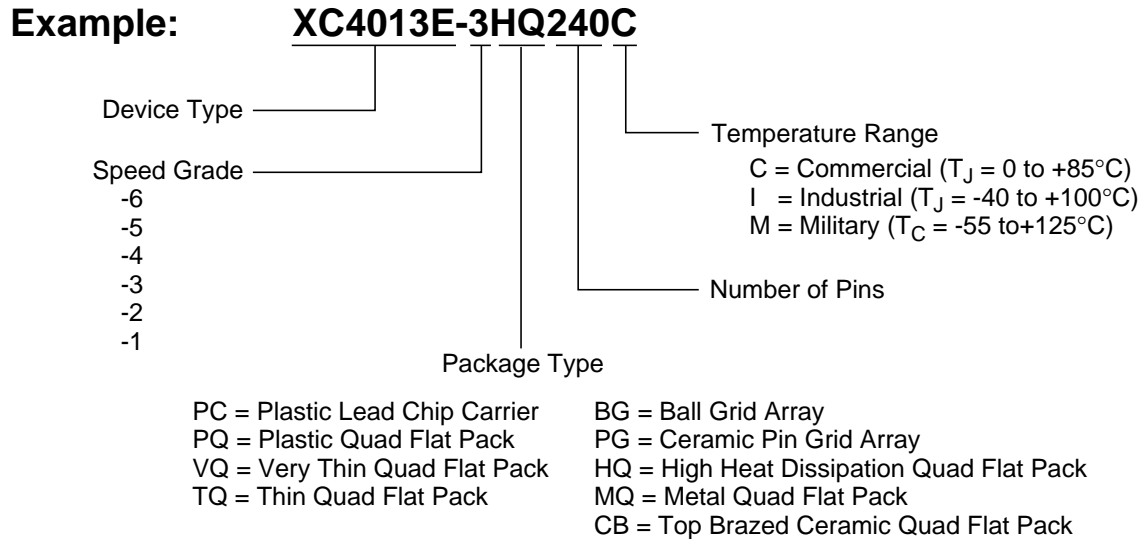 Example: XC4013E-3HQ240C
Device Type
Temperature Range
C = Commercial (TJ = 0 to +85°C)
I = Industrial (TJ = -40 to +100°C)
M = Military (TC = -55 to+125°C)
Speed Grade
-6
-5
-4
-3
-2
-1
Number of Pins
Package Type
PC = Plastic Lead Chip Carrier
PQ = Plastic Quad Flat Pack
VQ = Very Thin Quad Flat Pack
TQ = Thin Quad Flat Pack
BG = Ball Grid Array
PG = Ceramic Pin Grid Array
HQ = High Heat Dissipation Quad Flat Pack
MQ = Metal Quad Flat Pack
CB = Top Brazed Ceramic Quad Flat Pack